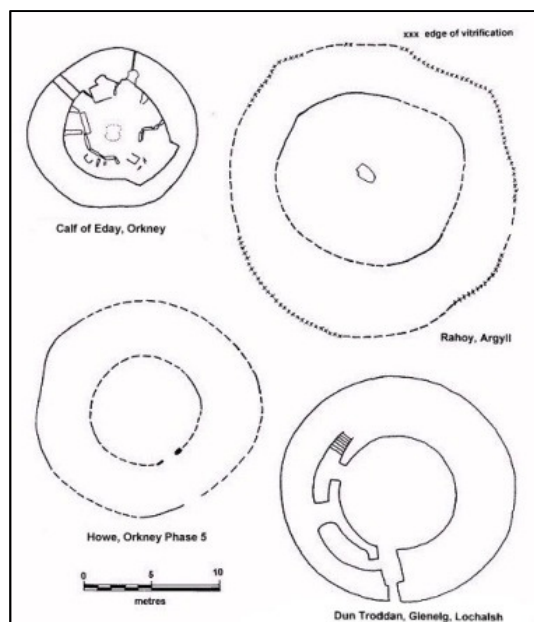 xxx edge of vitrification
Calf of Eday, Orkney
Rahoy, Argyll
Howe, Orkney Phase 5
0 5 10
metres
Dun Troddan, Glenelg, Lochalsh